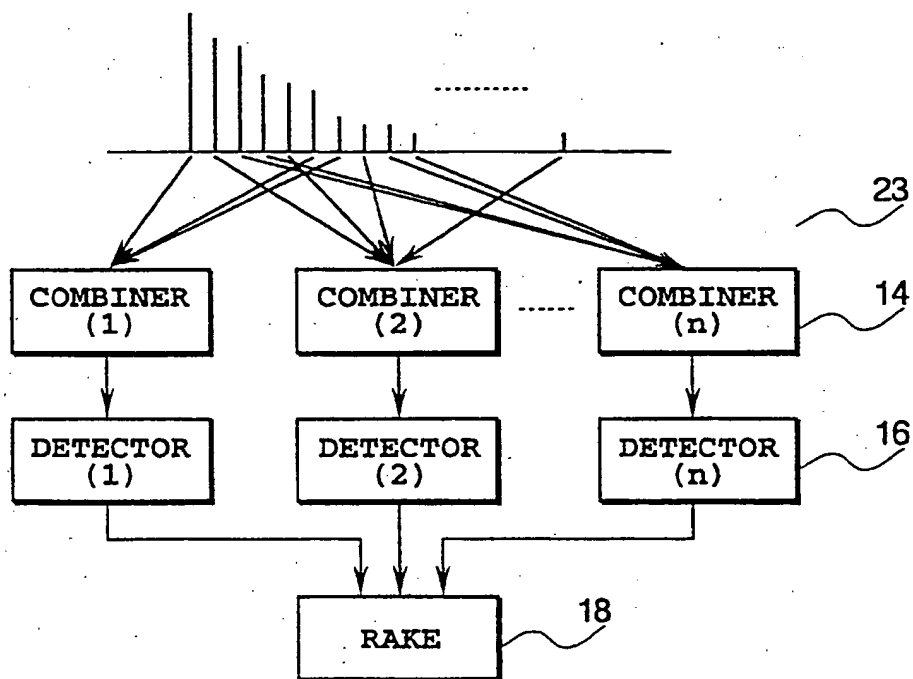 23
COMBINER
(1)
COMBINER
(2)
COMBINER
(n)
14
DETECTOR
(1)
DETECTOR
(2)
DETECTOR
(n)
16
RAKE
18